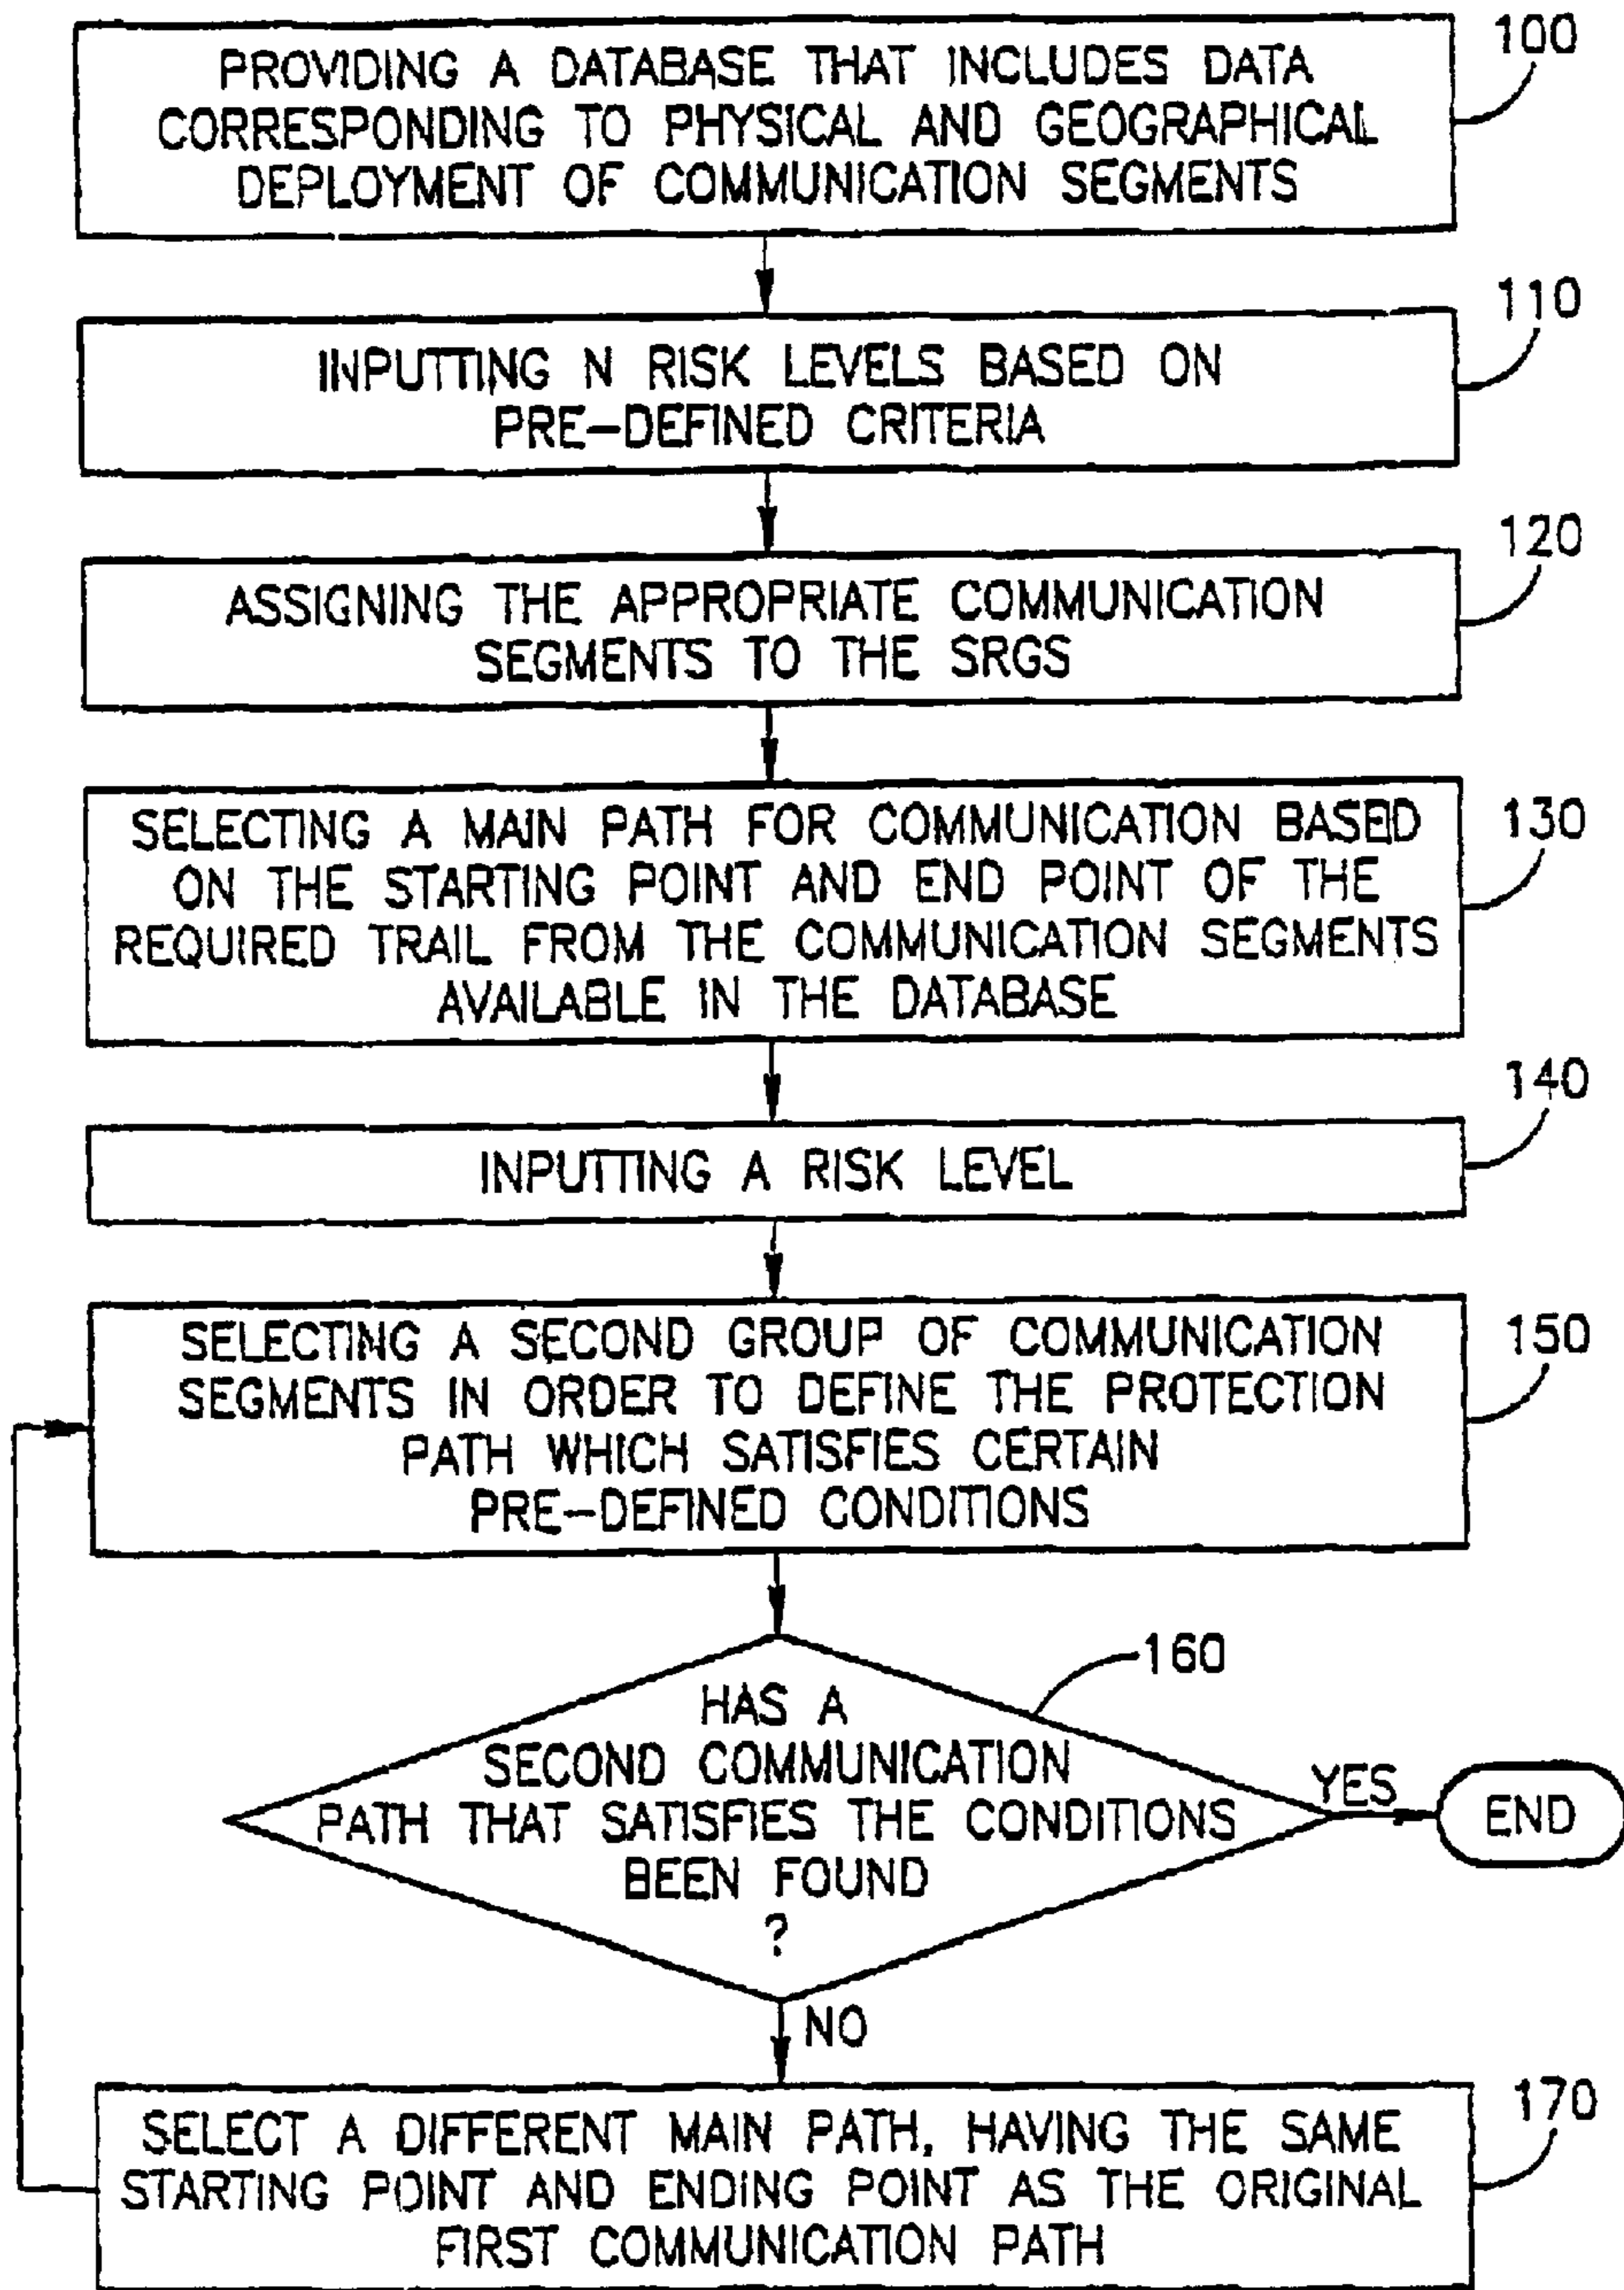 PROVIDING A DATABASE THAT INCLUDES DATA
CORRESPONDING TO PHYSICAL AND GEOGRAPHICAL
DEPLOYMENT OF COMMUNICATION SEGMENTS
100
INPUTTING N RISK LEVELS BASED ON
PRE-DEFINED CRITERIA
110
ASSIGNING THE APPROPRIATE COMMUNICATION
SEGMENTS TO THE SRGS
120
SELECTING A MAIN PATH FOR COMMUNICATION BASED
ON THE STARTING POINT AND END POINT OF THE
REQUIRED TRAIL FROM THE COMMUNICATION SEGMENTS
AVAILABLE IN THE DATABASE
130
INPUTTING A RISK LEVEL
140
SELECTING A SECOND GROUP OF COMMUNICATION
SEGMENTS IN ORDER TO DEFINE THE PROTECTION
PATH WHICH SATISFIES CERTAIN
PRE-DEFINED CONDITIONS
150
HAS A
SECOND COMMUNICATION
PATH THAT SATISFIES THE CONDITIONS
BEEN FOUND
?
160
YES
END
NO
SELECT A DIFFERENT MAIN PATH, HAVING THE SAME
STARTING POINT AND ENDING POINT AS THE ORIGINAL
FIRST COMMUNICATION PATH
170